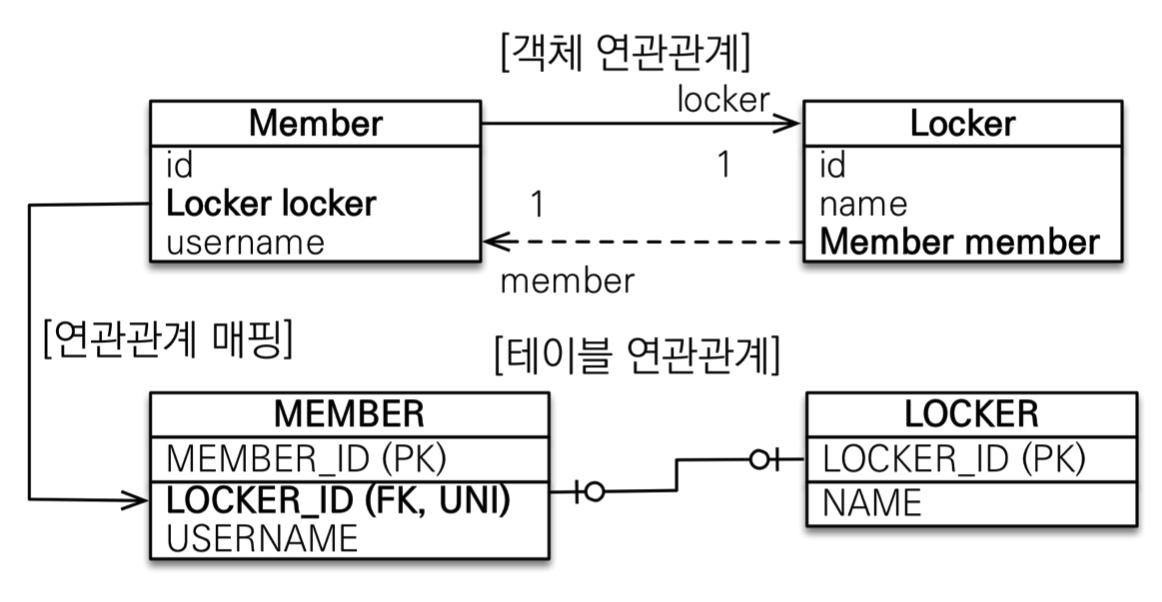 [객체 연관관계]
locker
Member
id
Locker locker
username
1
1
member
Locker
id
name
Member member
[연관관계 매핑]
[테이블 연관관계]
MEMBER
MEMBER_ID (PK)
LOCKER_ID (FK, UNI)
USERNAME
LOCKER
LOCKER_ID (PK)
NAME